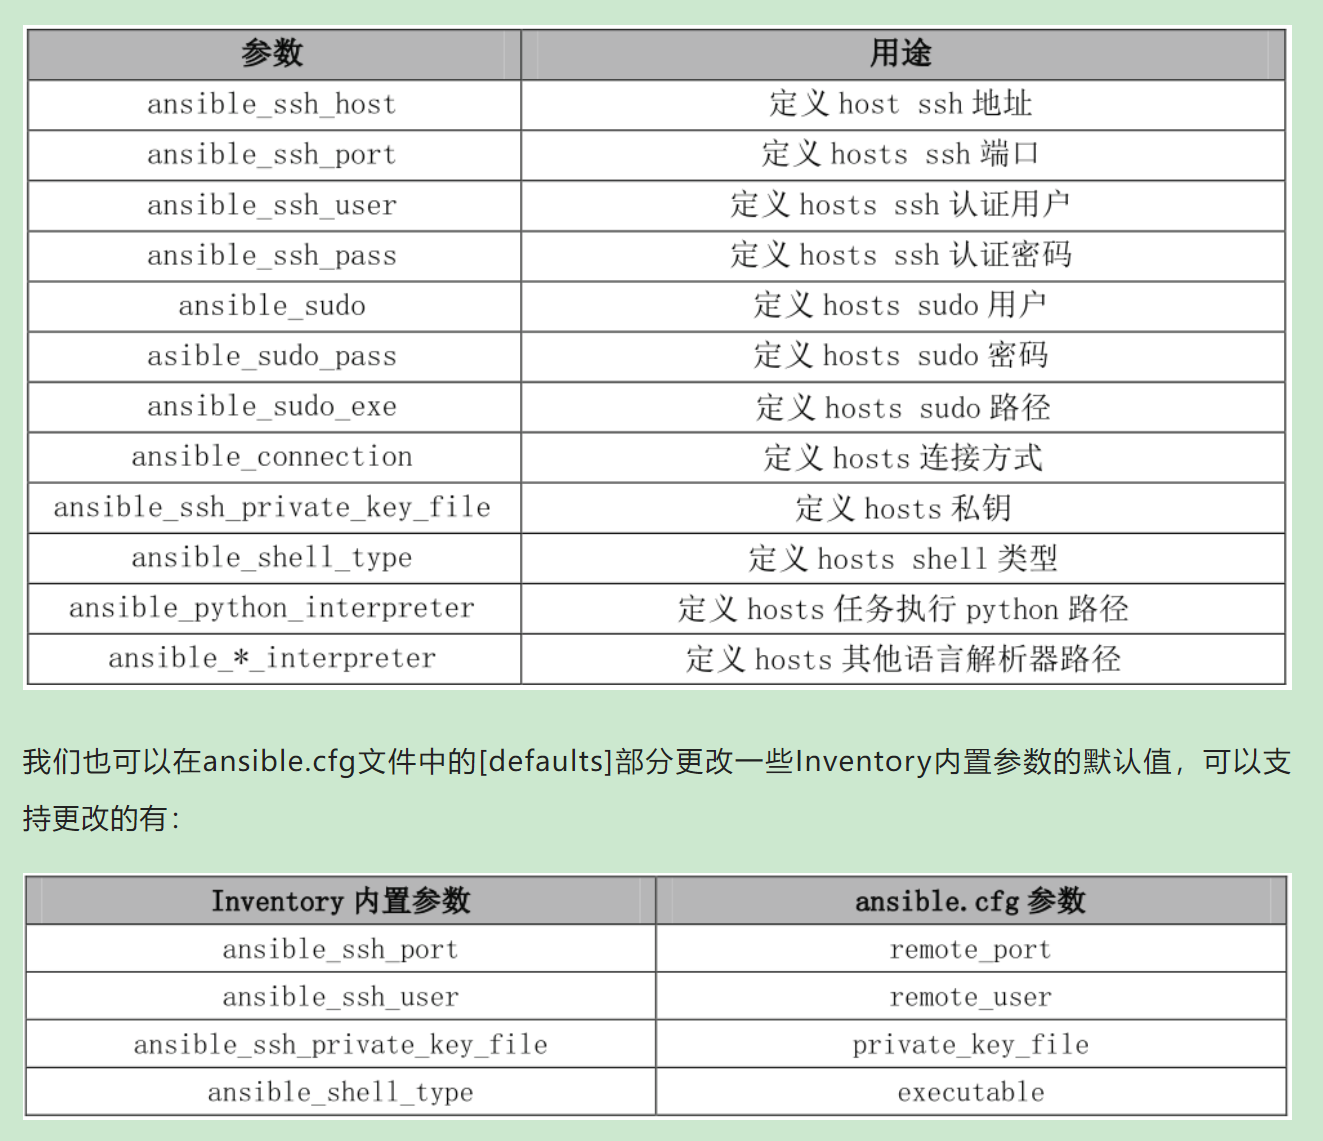 参数 用途
ansible_ssh_host 定义 host ssh 地址
ansible_ssh_port 定义 hosts ssh 端口
ansible_ssh_user 定义 hosts ssh 认证用户
ansible_ssh_pass 定义 hosts ssh 认证密码
ansible_sudo 定义 hosts sudo 用户
asible_sudo_pass 定义 hosts sudo 密码
ansible_sudo_exe 定义 hosts sudo 路径
ansible_connection 定义 hosts 连接方式
ansible_ssh_private_key_file 定义 hosts 私钥
ansible_shell_type 定义 hosts shell 类型
ansible_python_interpreter 定义 hosts 任务执行 python 路径
ansible_*_interpreter 定义 hosts 其他语言解析器路径
我们也可以在ansible.cfg文件中的[defaults]部分更改一些Inventory内置参数的默认值，可以支
持更改的有：
Inventory 内置参数 ansible.cfg 参数
ansible_ssh_port remote_port
ansible_ssh_user remote_user
ansible_ssh_private_key_file private_key_file
ansible_shell_type executable